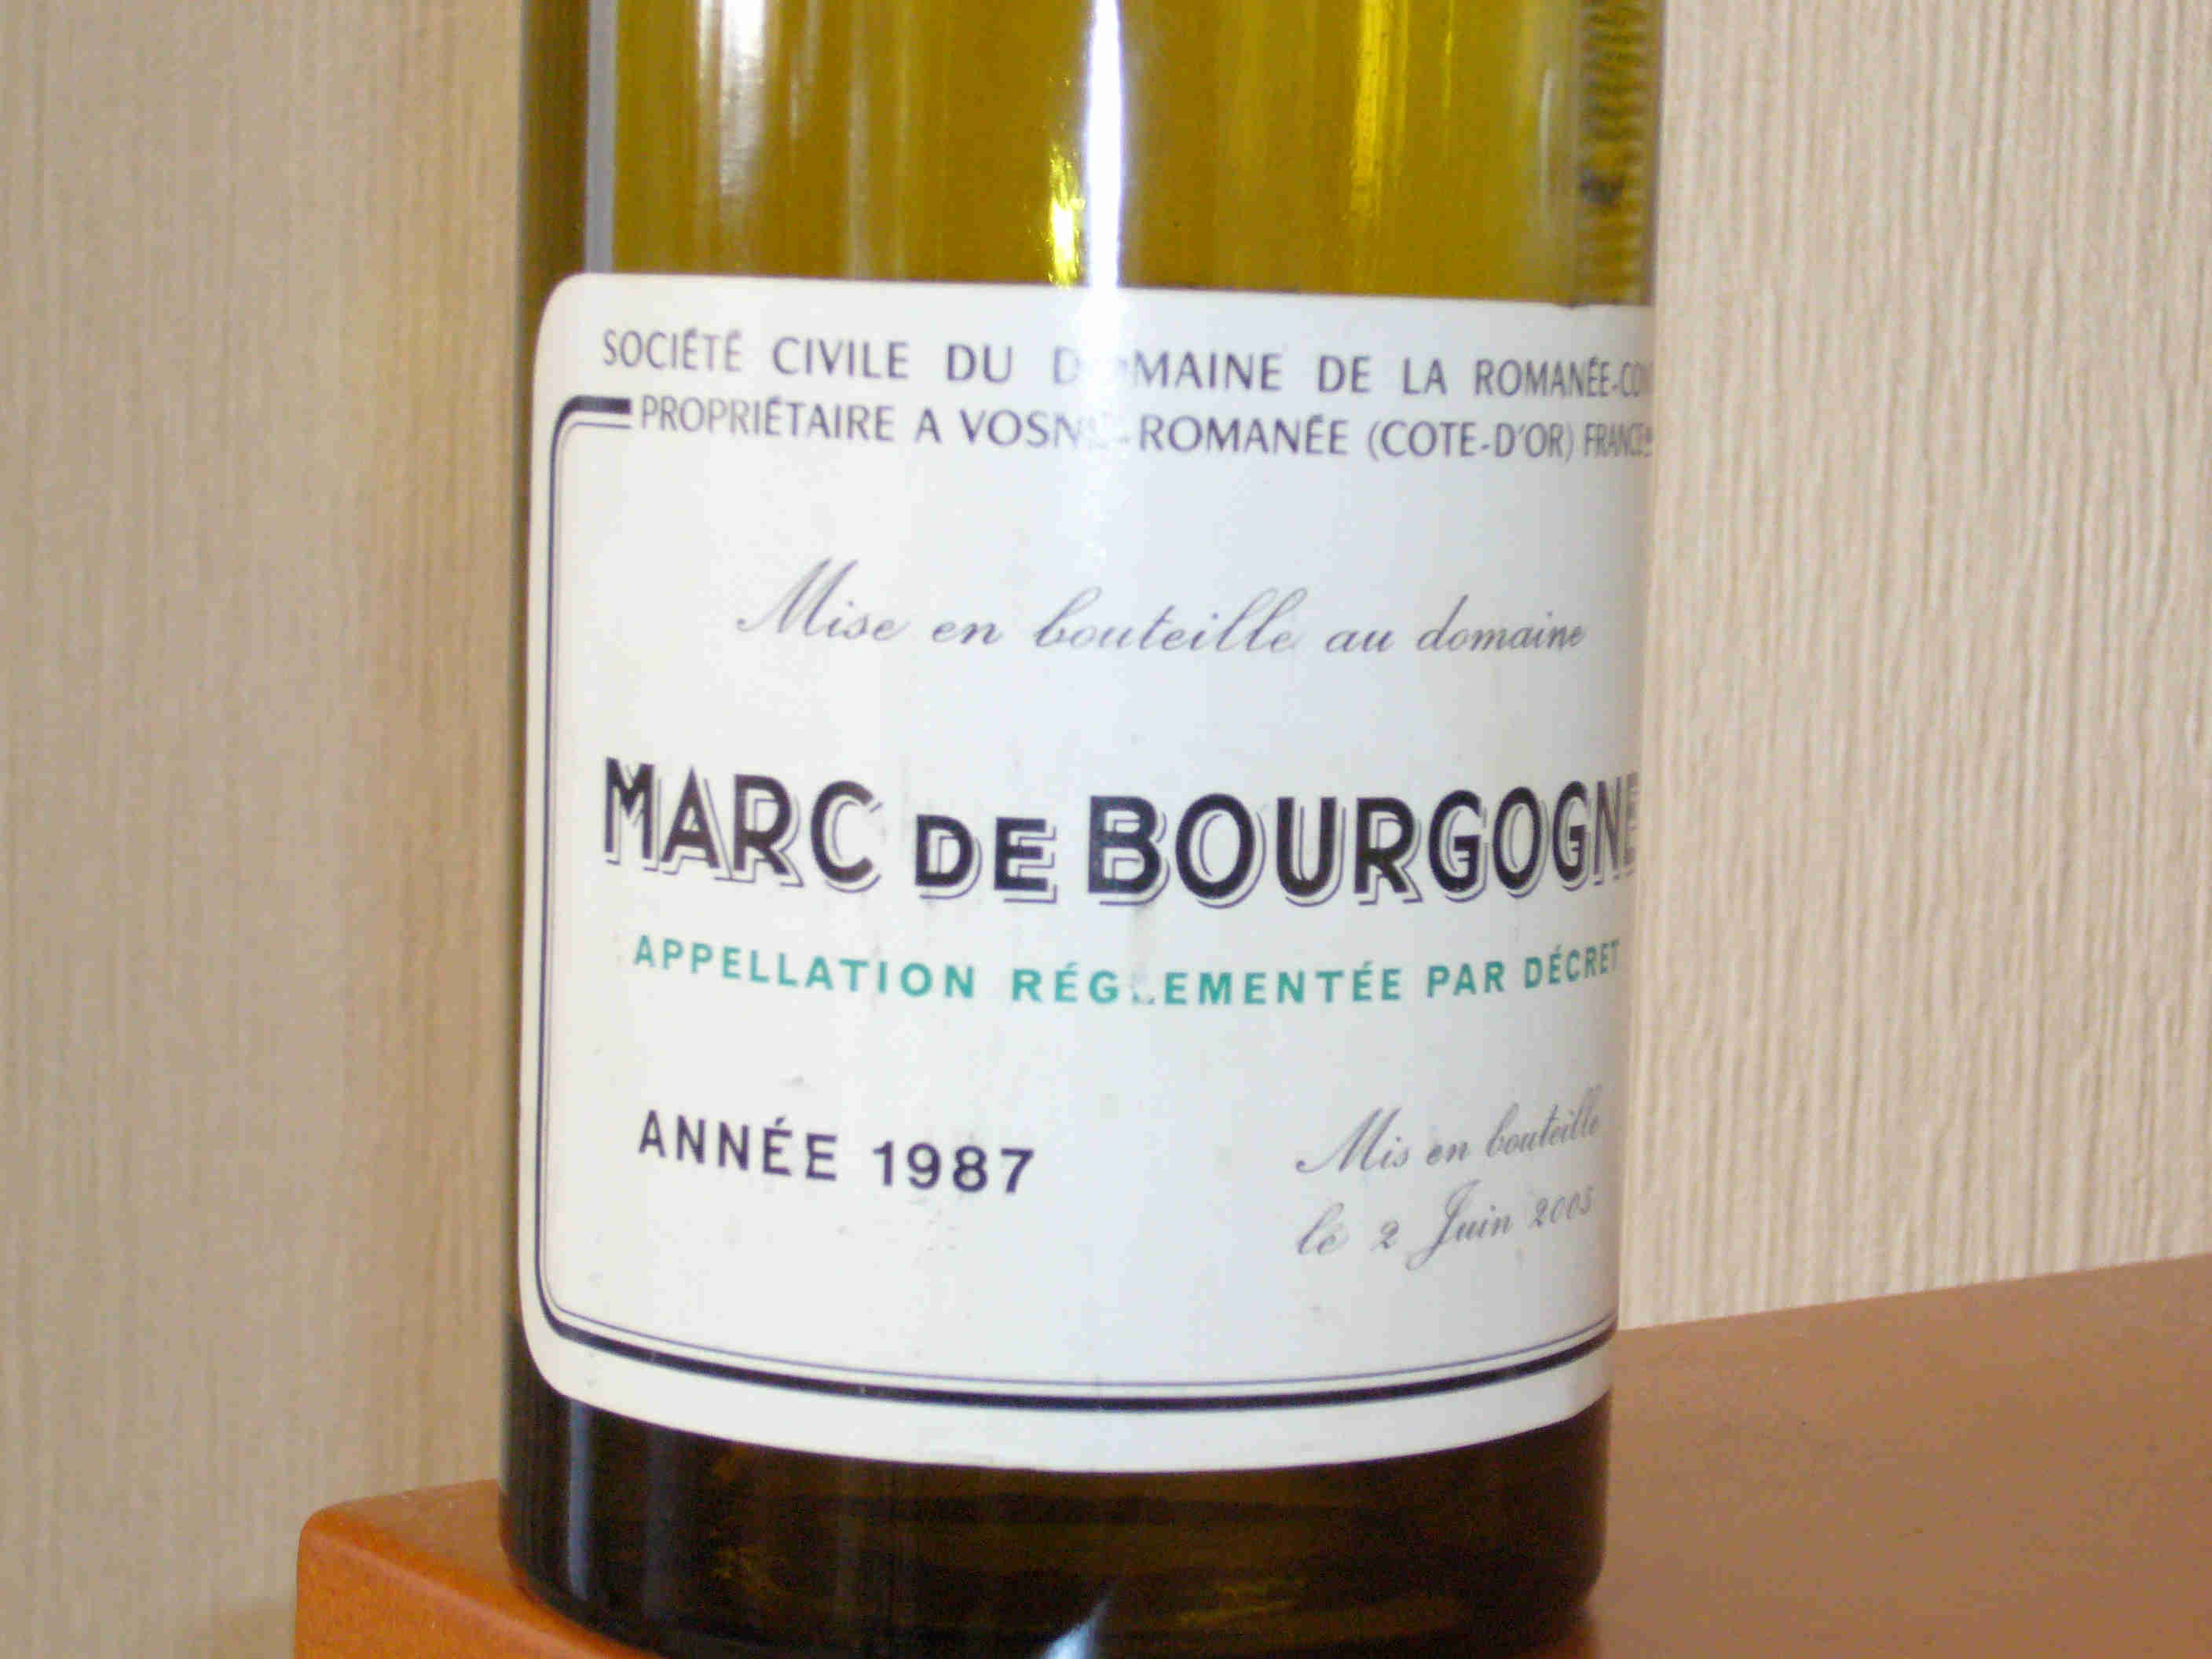 SOCIÉTÉ CIVILE DU DOMAINE DE LA ROMANÉE-CON
PROPRIÉTAIRE A VOSNE-ROMANÉE (COTE-D'OR) FRANCE
Mise en bouteille au domaine
MARC DE BOURGOGNE
APPELLATION RÉGLEMENTÉE PAR DÉCRET
ANNÉE 1987
Mis en bouteille
le 2 Juin 2005